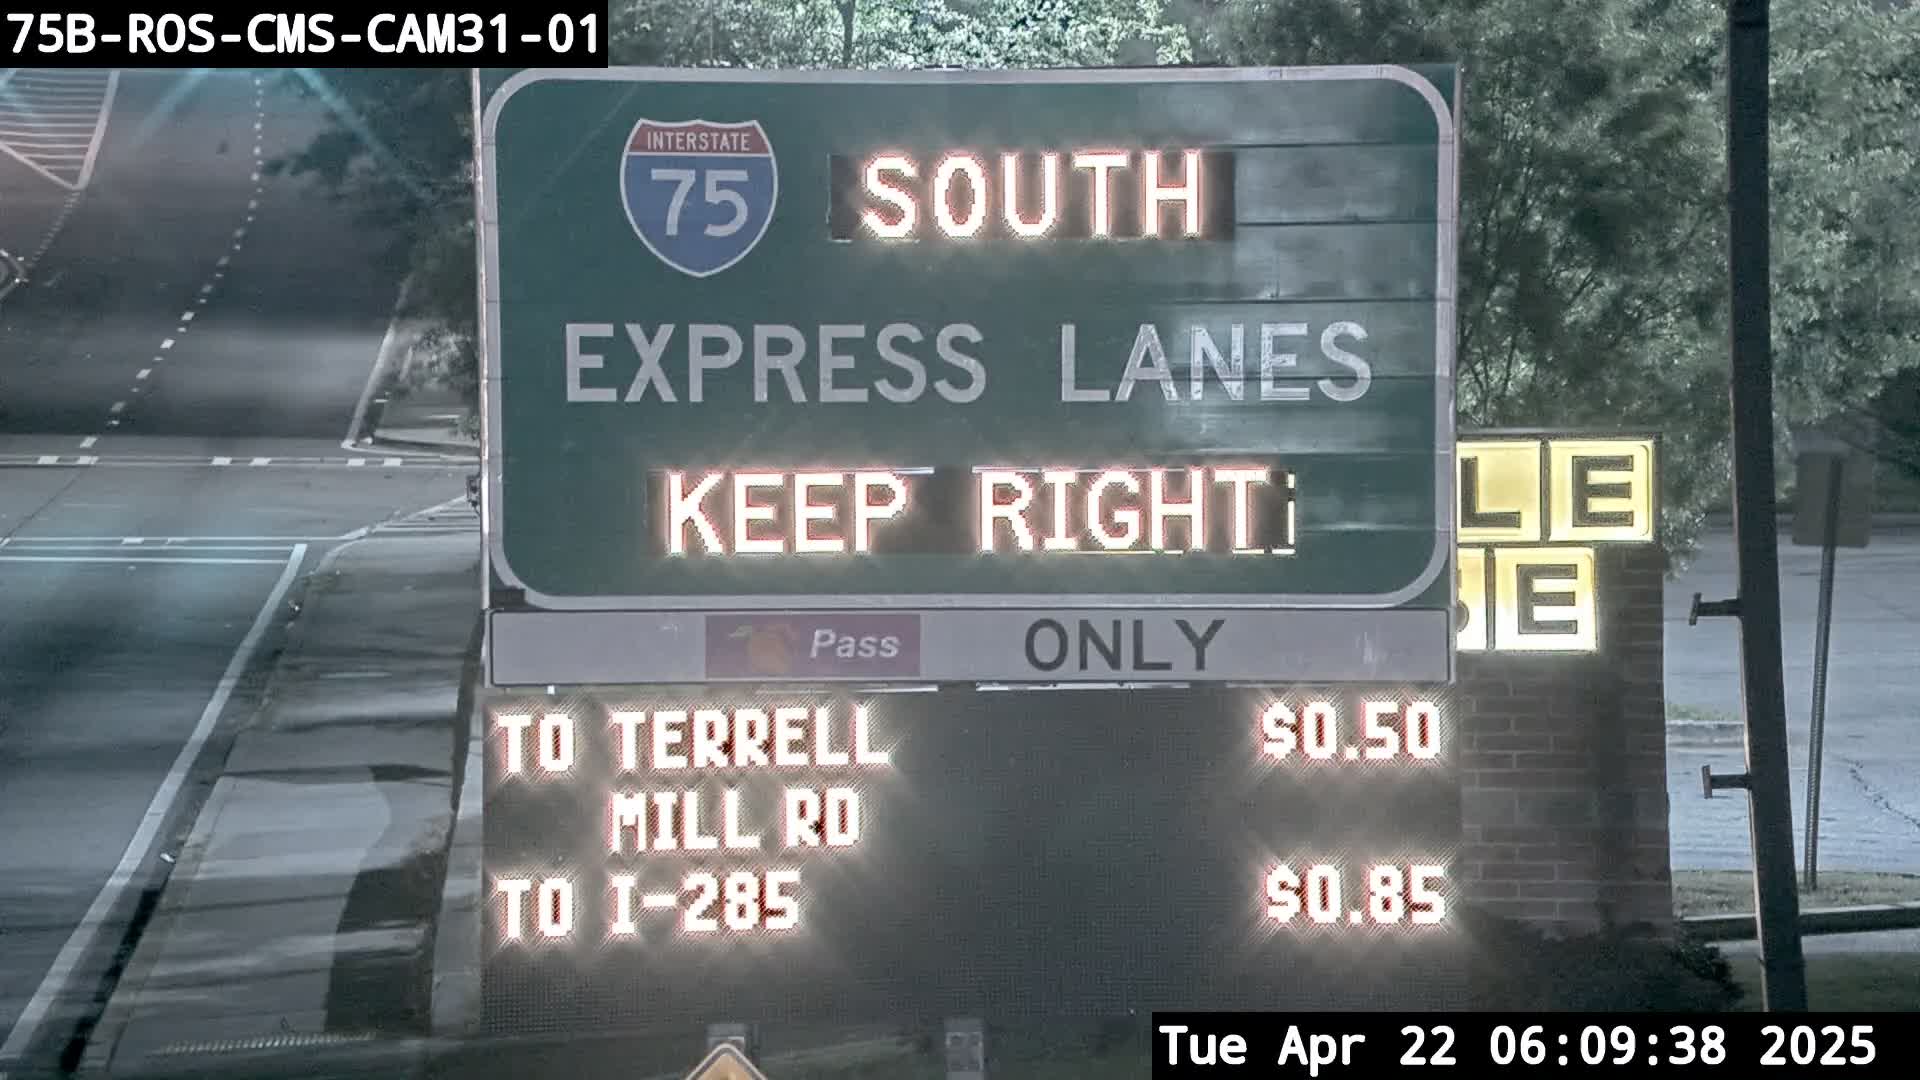 75B-ROS-CMS-CAM31-01
INTERSTATE
75
SOUTH
EXPRESS LANES
KEEP RIGHT
Pass ONLY
TO TERRELL $0.50
MILL RD
TO I-285 $0.85
LE
E
Tue Apr 22 06:09:38 2025